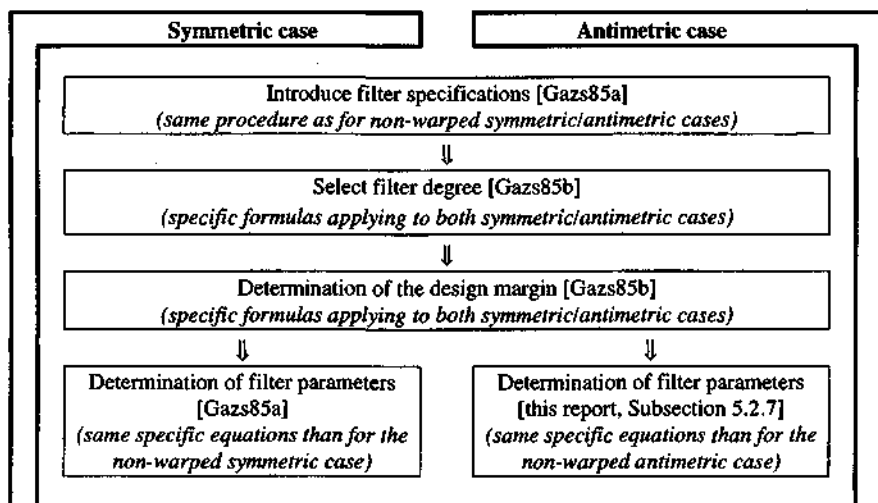 Symmetric case
Antimetric case
Introduce filter specifications [Gazs85a]
(same procedure as for non-warped symmetric/antimetric cases)
⇓
Select filter degree [Gazs85b]
(specific formulas applying to both symmetric/antimetric cases)
⇓
Determination of the design margin [Gazs85b]
(specific formulas applying to both symmetric/antimetric cases)
⇓
⇓
Determination of filter parameters
[Gazs85a]
(same specific equations than for the
non-warped symmetric case)
Determination of filter parameters
[this report, Subsection 5.2.7]
(same specific equations than for the
non-warped antimetric case)